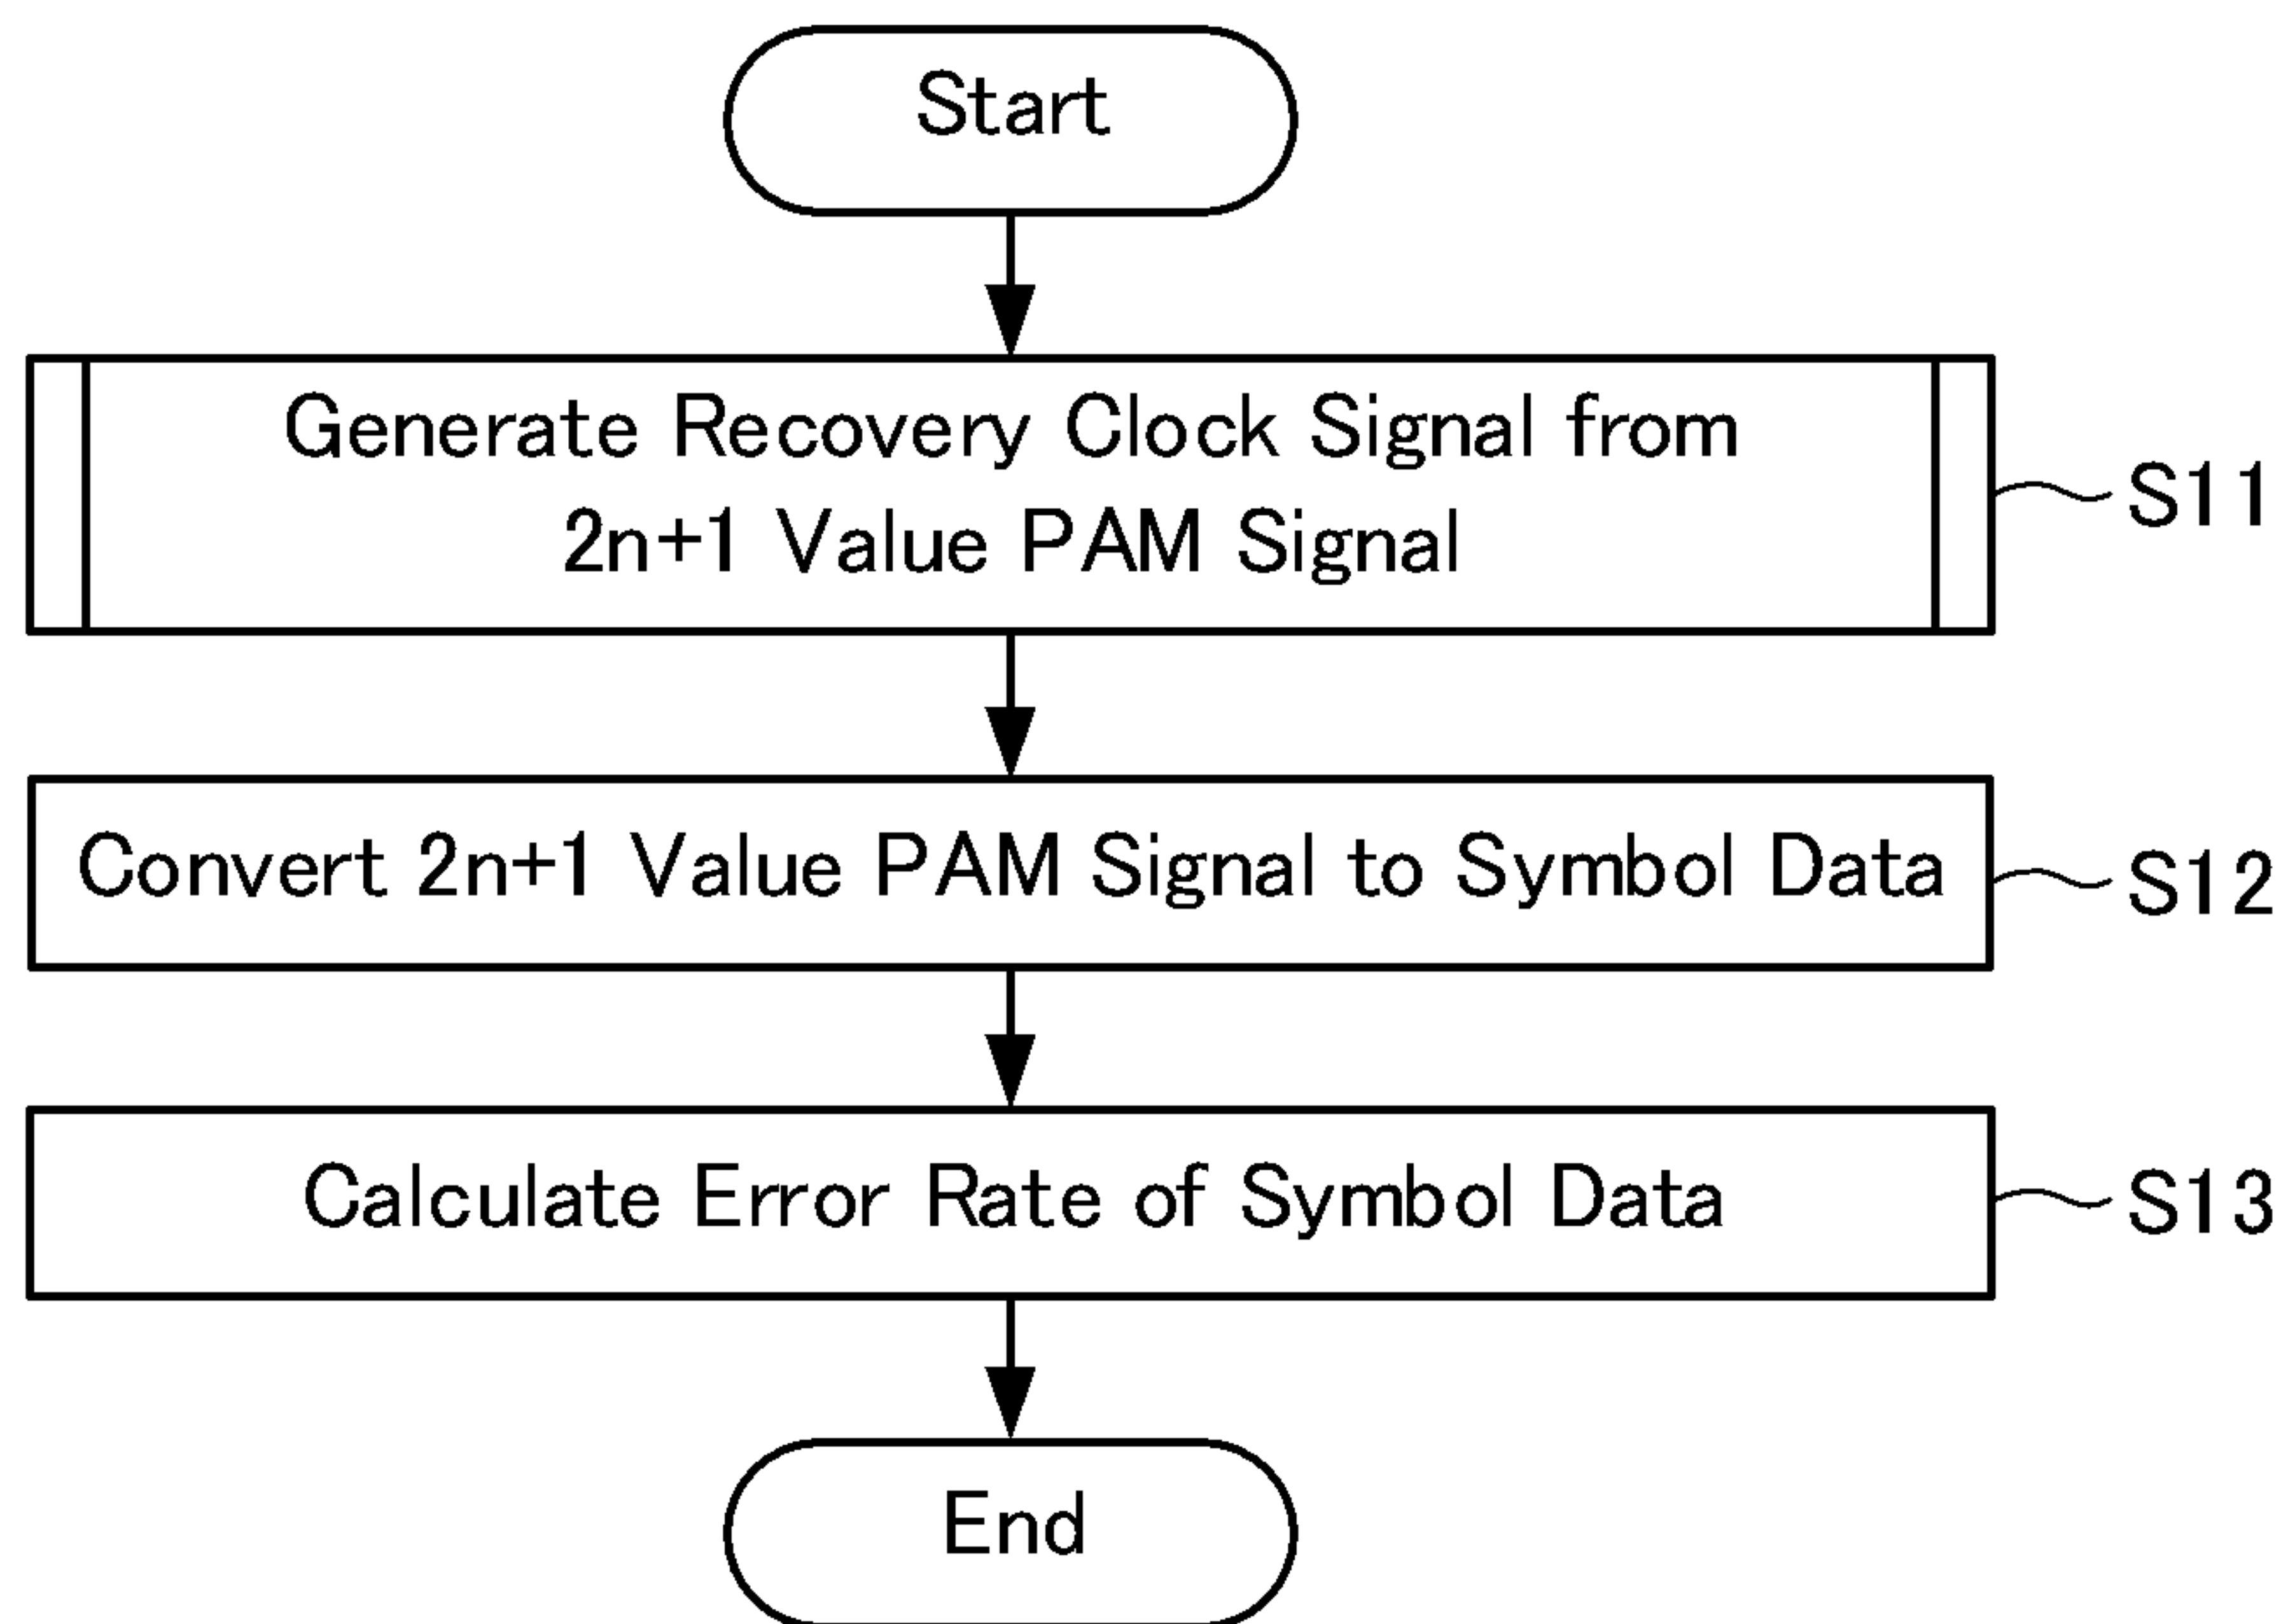 Start
Generate Recovery Clock Signal from
2n+1 Value PAM Signal
S11
Convert 2n+1 Value PAM Signal to Symbol Data
S12
Calculate Error Rate of Symbol Data
S13
End